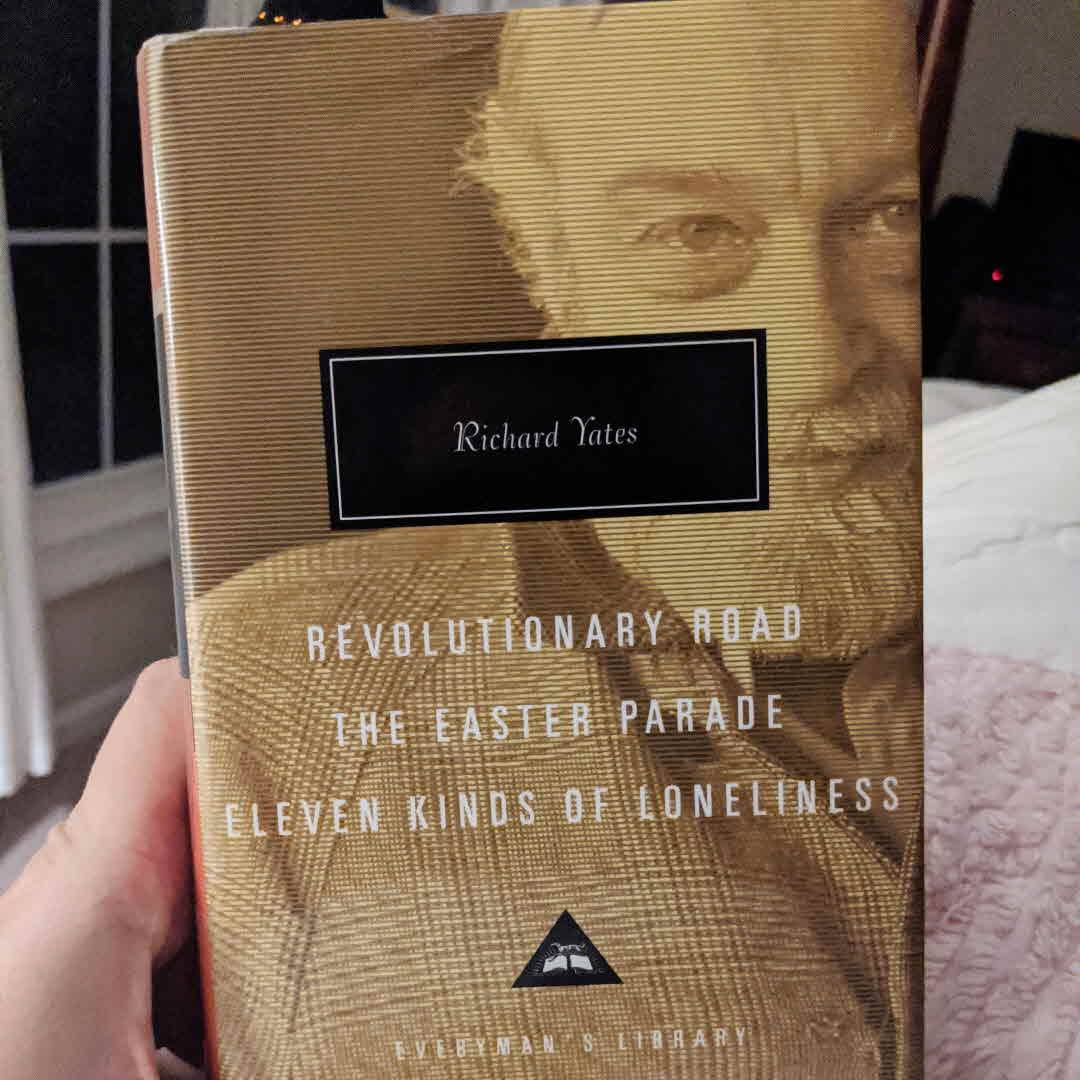 Richard Yates
REVOLUTIONARY ROAD
THE EASTER PARADE
ELEVEN KINDS OF LONELINESS
EVERYMAN'S LIBRARY